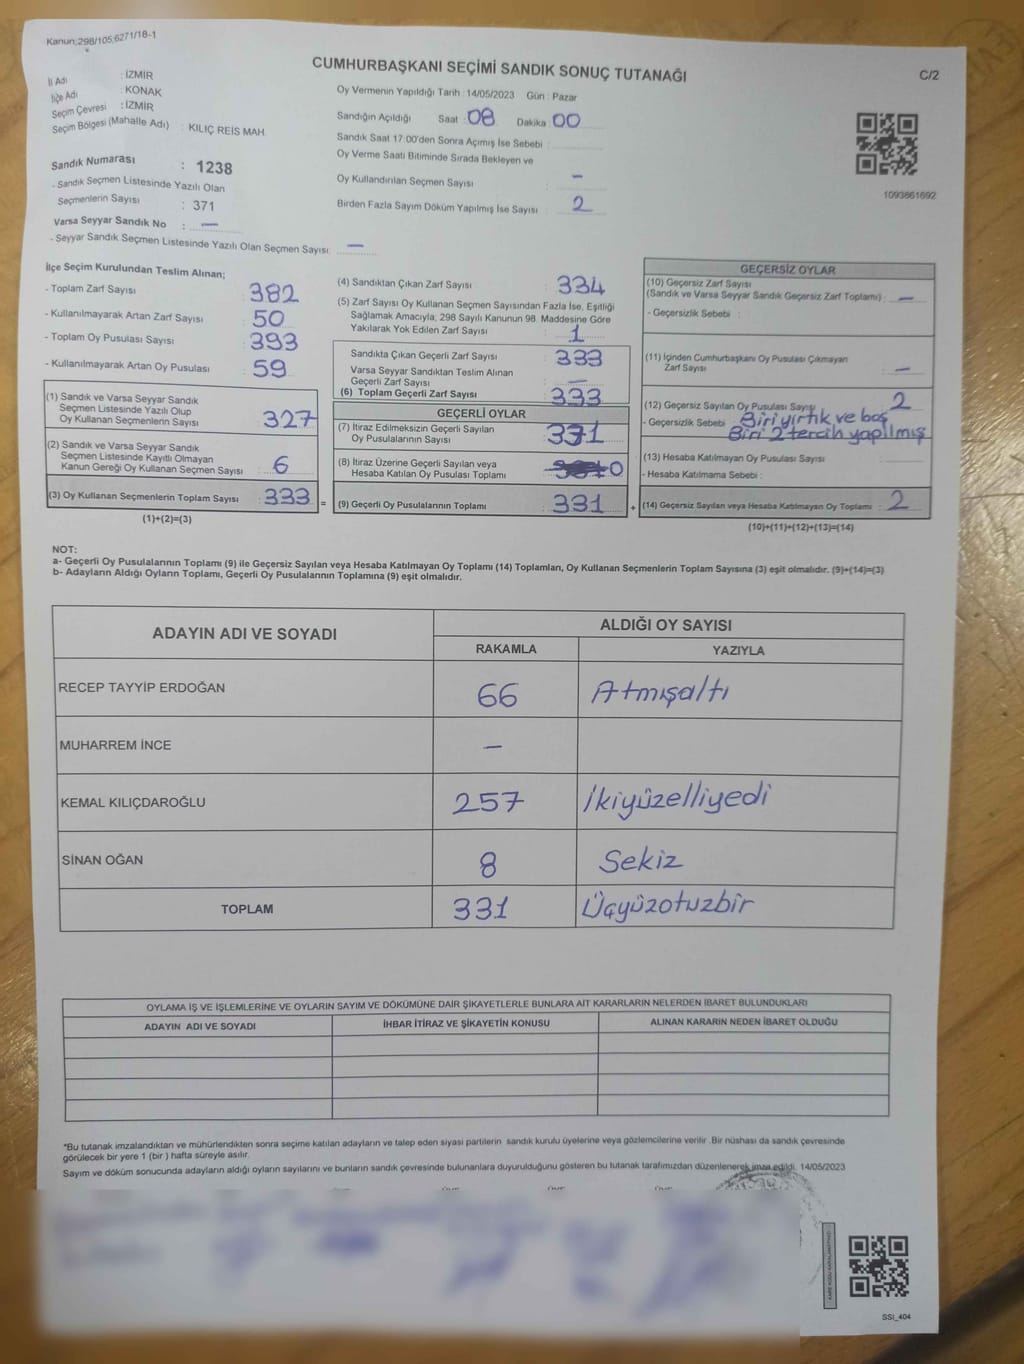 Kanun:298/105,6271/18-1
CUMHURBAŞKANI SEÇİMİ SANDIK SONUÇ TUTANAĞI
C/2
İl Adı : İZMİR
İlçe Adı : KONAK
Seçim Çevresi : İZMİR
Seçim Bölgesi (Mahalle Adı) : KILIÇ REİS MAH.
Sandık Numarası : 1238
- Sandık Seçmen Listesinde Yazılı Olan
Seçmenlerin Sayısı : 371
Varsa Seyyar Sandık No : —
- Seyyar Sandık Seçmen Listesinde Yazılı Olan Seçmen Sayısı: —
Oy Vermenin Yapıldığı Tarih :14/05/2023 Gün : Pazar
Sandığın Açıldığı Saat : 08 Dakika : 00
Sandık Saat 17:00'den Sonra Açılmış İse Sebebi :
Oy Verme Saati Bitiminde Sırada Bekleyen ve
Oy Kullandırılan Seçmen Sayısı : –
Birden Fazla Sayım Döküm Yapılmış İse Sayısı : 2
1093861692
İlçe Seçim Kurulundan Teslim Alınan;
- Toplam Zarf Sayısı : 382
- Kullanılmayarak Artan Zarf Sayısı : 50
- Toplam Oy Pusulası Sayısı : 393
- Kullanılmayarak Artan Oy Pusulası : 59
(1) Sandık ve Varsa Seyyar Sandık
Seçmen Listesinde Yazılı Olup
Oy Kullanan Seçmenlerin Sayısı : 327
(2) Sandık ve Varsa Seyyar Sandık
Seçmen Listesinde Kayıtlı Olmayan
Kanun Gereği Oy Kullanan Seçmen Sayısı : 6
(3) Oy Kullanan Seçmenlerin Toplam Sayısı : 333 =
(1)+(2)=(3)
(4) Sandıktan Çıkan Zarf Sayısı : 334
(5) Zarf Sayısı Oy Kullanan Seçmen Sayısından Fazla İse, Eşitliği
Sağlamak Amacıyla, 298 Sayılı Kanunun 98. Maddesine Göre
Yakılarak Yok Edilen Zarf Sayısı : 1
Sandıkta Çıkan Geçerli Zarf Sayısı : 333
Varsa Seyyar Sandıktan Teslim Alınan
Geçerli Zarf Sayısı : —
(6) Toplam Geçerli Zarf Sayısı : 333
GEÇERLİ OYLAR
(7) İtiraz Edilmeksizin Geçerli Sayılan
Oy Pusulasının Sayısı : 331
(8) İtiraz Üzerine Geçerli Sayılan veya
Hesaba Katılan Oy Pusulası Toplamı : 0
(9) Geçerli Oy Pusulalarının Toplamı : 331 +
GEÇERSİZ OYLAR
(10) Geçersiz Zarf Sayısı
(Sandık ve Varsa Seyyar Sandık Geçersiz Zarf Toplamı) : —
- Geçersizlik Sebebi :
(11) İçinden Cumhurbaşkanı Oy Pusulası Çıkmayan
Zarf Sayısı : –
(12) Geçersiz Sayılan Oy Pusulası Sayısı : 2
- Geçersizlik Sebebi : Biri yırtık ve boş
Biri 2 tercih yapılmış
(13) Hesaba Katılmayan Oy Pusulası Sayısı :
- Hesaba Katılmama Sebebi :
(14) Geçersiz Sayılan veya Hesaba Katılmayan Oy Toplamı : 2
(10)+(11)+(12)+(13)=(14)
NOT:
a- Geçerli Oy Pusulalarının Toplamı (9) ile Geçersiz Sayılan veya Hesaba Katılmayan Oy Toplamı (14) Toplamları, Oy Kullanan Seçmenlerin Toplam Sayısına (3) eşit olmalıdır. (9)+(14)=(3)
b- Adayların Aldığı Oyların Toplamı, Geçerli Oy Pusulalarının Toplamına (9) eşit olmalıdır.
ADAYIN ADI VE SOYADI ALDIĞI OY SAYISI
RAKAMLA YAZIYLA
RECEP TAYYİP ERDOĞAN 66 Atmışaltı
MUHARREM İNCE —
KEMAL KILIÇDAROĞLU 257 İkiyüzelliyedi
SİNAN OĞAN 8 Sekiz
TOPLAM 331 Üçyüzotuzbir
OYLAMA İŞ VE İŞLEMLERİNE VE OYLARIN SAYIM VE DÖKÜMÜNE DAİR ŞİKAYETLERLE BUNLARA AİT KARARLARIN NELERDEN İBARET BULUNDUKLARI
ADAYIN ADI VE SOYADI İHBAR İTİRAZ VE ŞİKAYETİN KONUSU ALINAN KARARIN NEDEN İBARET OLDUĞU
*Bu tutanak imzalandıktan ve mühürlendikten sonra seçime katılan adayların ve talep eden siyasi partilerin sandık kurulu üyelerine veya gözlemcilerine verilir. Bir nüshası da sandık çevresinde
görülecek bir yere 1 (bir) hafta süreyle asılır.
Sayım ve döküm sonucunda adayların aldığı oyların sayılarını ve bunların sandık çevresinde bulunanlara duyurulduğunu gösteren bu tutanak tarafımızdan düzenlenerek imza edildi. 14/05/2023
SSI_404